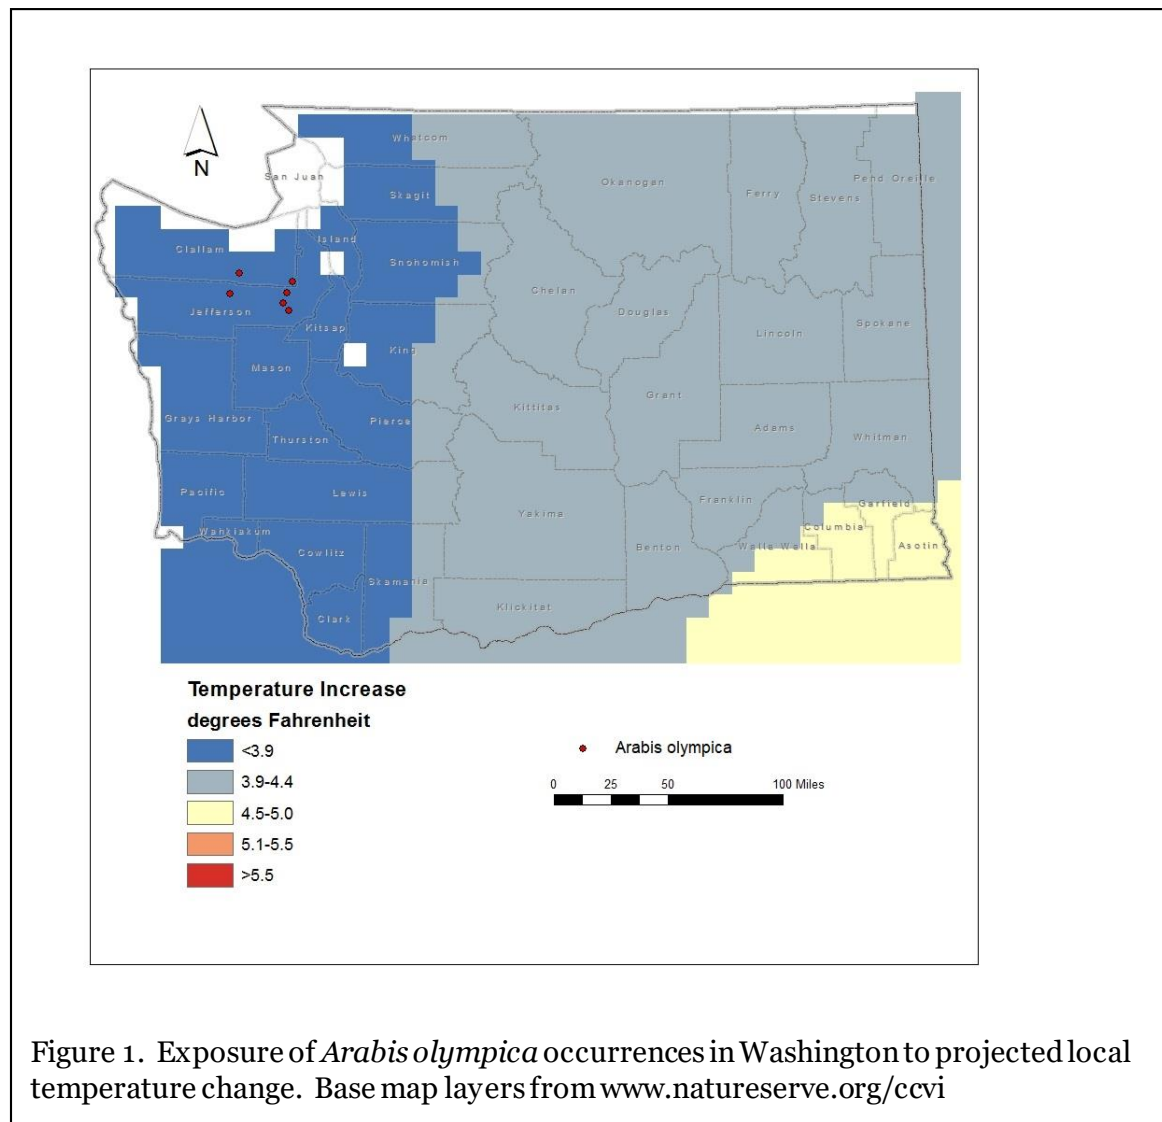 N
Whatcom
San Juan
Skagit
Okanogan
Ferry
Stevens
Pend Oreille
Island
Clallam
Snohomish
Chelan
Jefferson
Kitsap
Douglas
Lincoln
Spokane
King
Mason
Kittitas
Grant
Grays Harbor
Thurston
Pierce
Adams
Whitman
Pacific
Lewis
Yakima
Franklin
Garfield
Columbia
Wahkiakum
Cowlitz
Benton
Walla Walla
Asotin
Skamania
Clark
Klickitat
Temperature Increase
degrees Fahrenheit
<3.9
3.9-4.4
4.5-5.0
5.1-5.5
>5.5
Arabis olympica
0 25 50 100 Miles
Figure 1. Exposure of Arabis olympica occurrences in Washington to projected local
temperature change. Base map layers from www.natureserve.org/ccvi